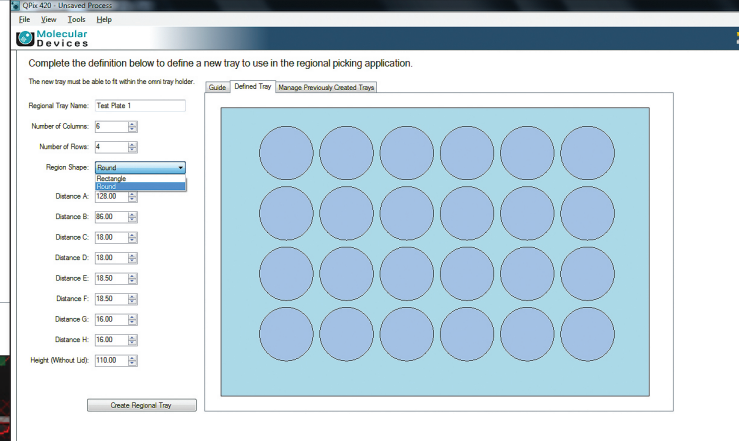 QPix 420 - Unsaved Process
File View Tools Help
Molecular
Devices
Complete the definition below to define a new tray to use in the regional picking application.
The new tray must be able to fit within the omni tray holder.
Guide Defined Tray Manage Previously Created Trays
Regional Tray Name: Test Plate 1
Number of Columns: 6
Number of Rows: 4
Region Shape: Round
Rectangle
Round
Distance A: 128.00
Distance B: 86.00
Distance C: 18.00
Distance D: 18.00
Distance E: 18.50
Distance F: 18.50
Distance G: 16.00
Distance H: 16.00
Height (Without Lid): 110.00
Create Regional Tray